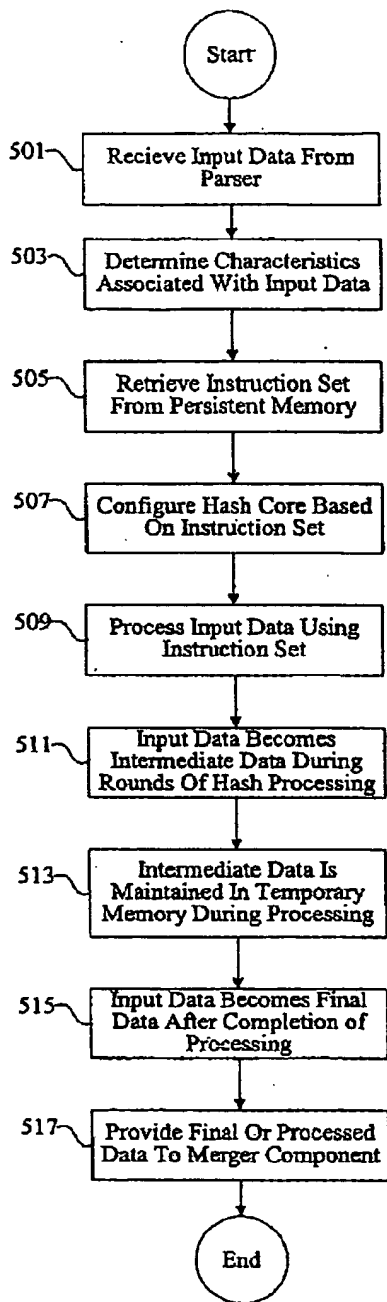 Start
501
Recieve Input Data From
Parser
503
Determine Characteristics
Associated With Input Data
505
Retrieve Instruction Set
From Persistent Memory
507
Configure Hash Core Based
On Instruction Set
509
Process Input Data Using
Instruction Set
511
Input Data Becomes
Intermediate Data During
Rounds Of Hash Processing
513
Intermediate Data Is
Maintained In Temporary
Memory During Processing
515
Input Data Becomes Final
Data After Completion of
Processing
517
Provide Final Or Processed
Data To Merger Component
End